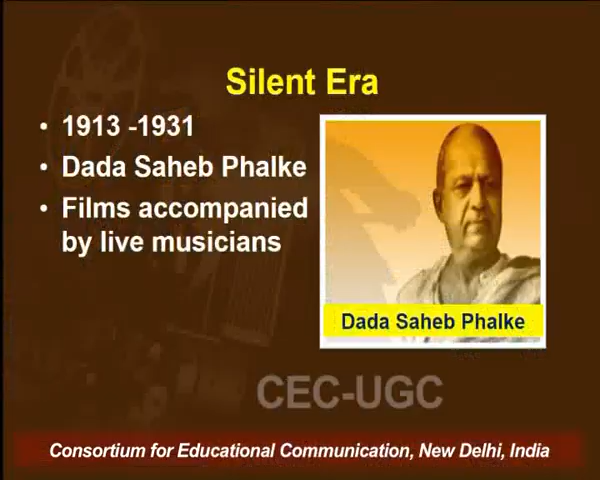 Silent Era
• 1913 -1931
• Dada Saheb Phalke
• Films accompanied
by live musicians
Dada Saheb Phalke
CEC-UGC
Consortium for Educational Communication, New Delhi, India